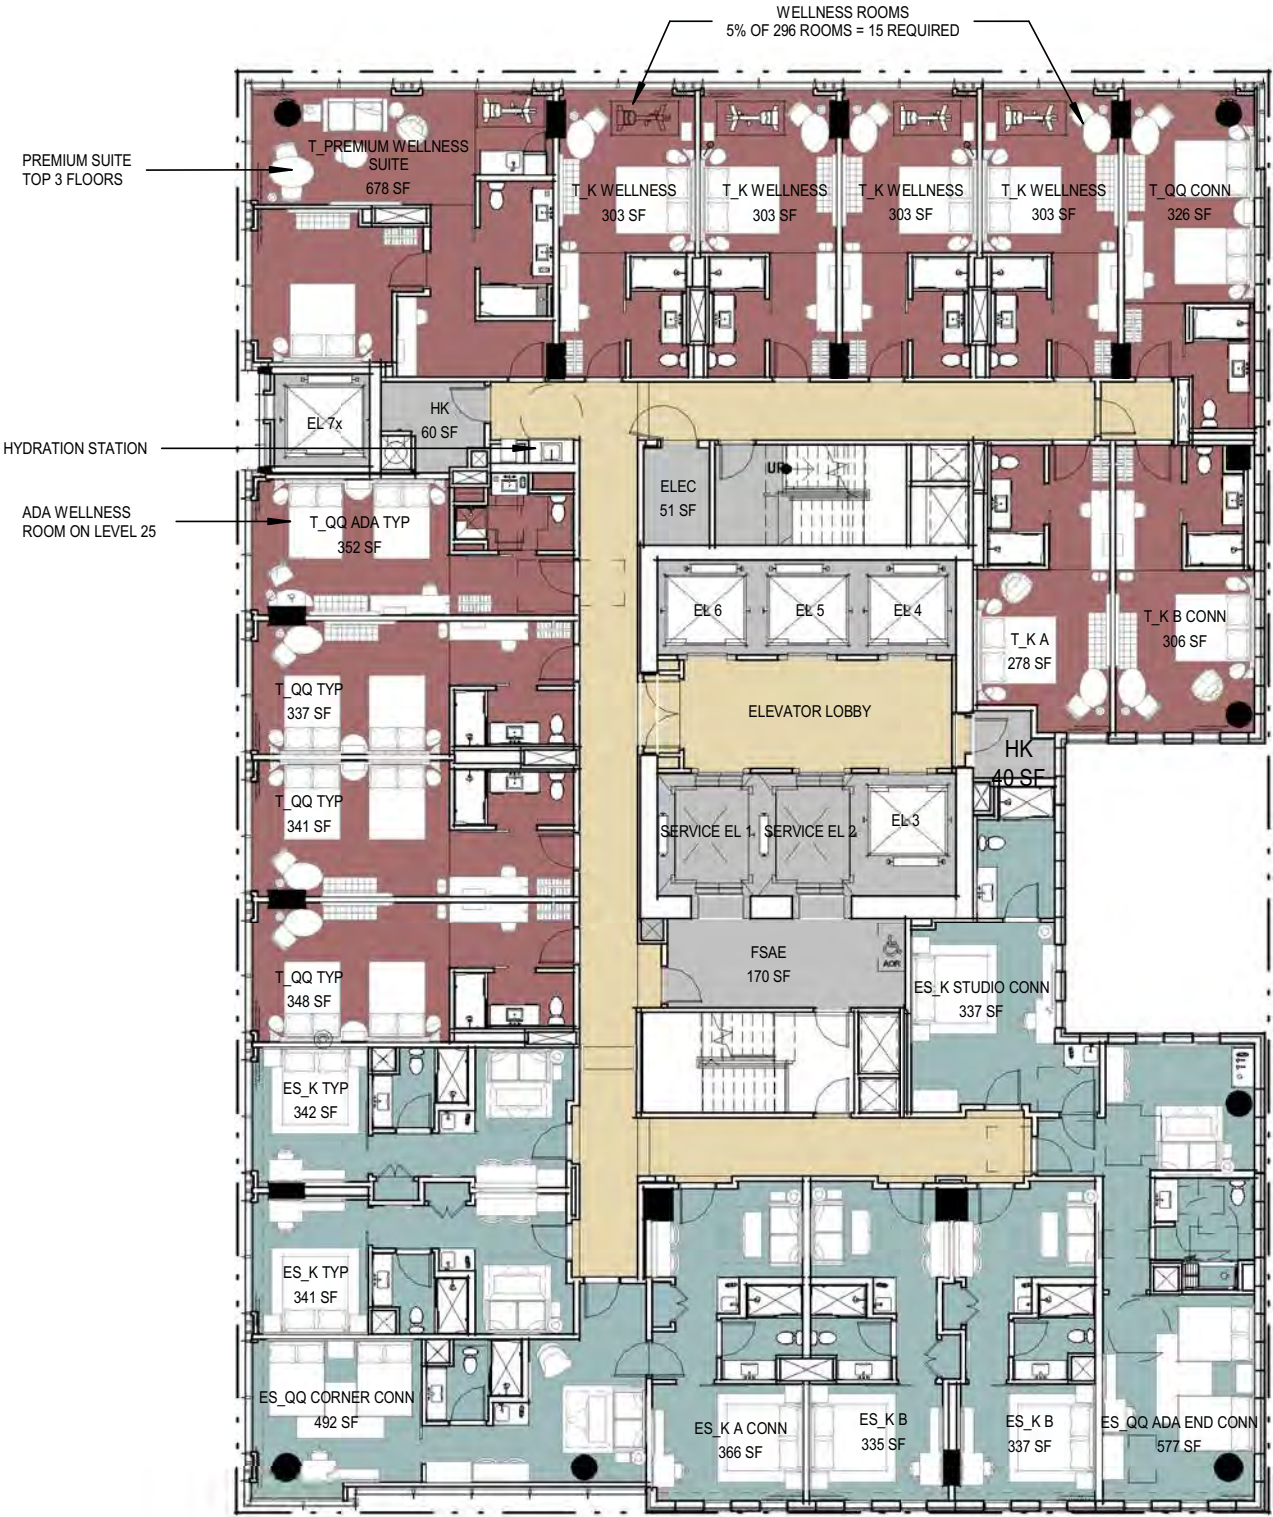 WELLNESS ROOMS
5% OF 296 ROOMS = 15 REQUIRED
PREMIUM SUITE
TOP 3 FLOORS
T_PREMIUM WELLNESS
SUITE
678 SF
T_K WELLNESS
303 SF
T_K WELLNESS
303 SF
T_K WELLNESS
303 SF
T_K WELLNESS
303 SF
T_QQ CONN
326 SF
EL 7x
HK
60 SF
HYDRATION STATION
ELEC
51 SF
UP
ADA WELLNESS
ROOM ON LEVEL 25
T_QQ ADA TYP
352 SF
EL 6
EL 5
EL 4
T_K A
278 SF
T_K B CONN
306 SF
T_QQ TYP
337 SF
ELEVATOR LOBBY
HK
40 SF
T_QQ TYP
341 SF
SERVICE EL 1
SERVICE EL 2
EL 3
T_QQ TYP
348 SF
FSAE
170 SF
AOR
ES_K STUDIO CONN
337 SF
ES_K TYP
342 SF
ES_K TYP
341 SF
ES_QQ CORNER CONN
492 SF
ES_K A CONN
366 SF
ES_K B
335 SF
ES_K B
337 SF
ES_QQ ADA END CONN
577 SF